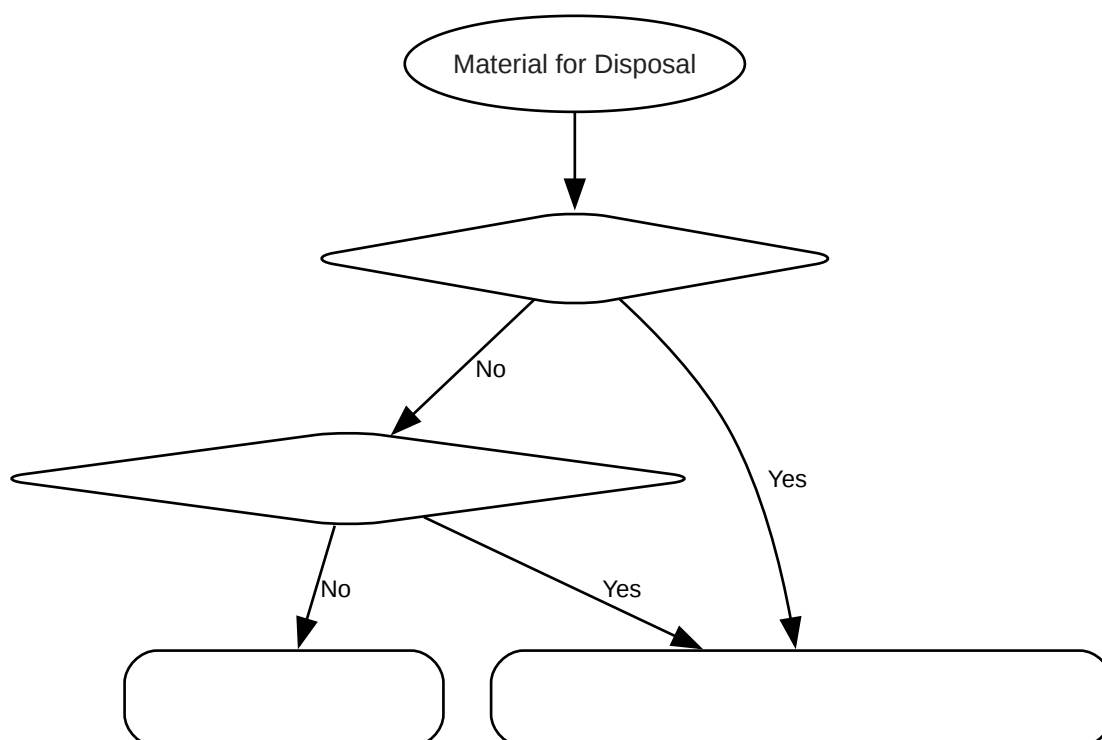 Material for Disposal
No
Yes
No
Yes